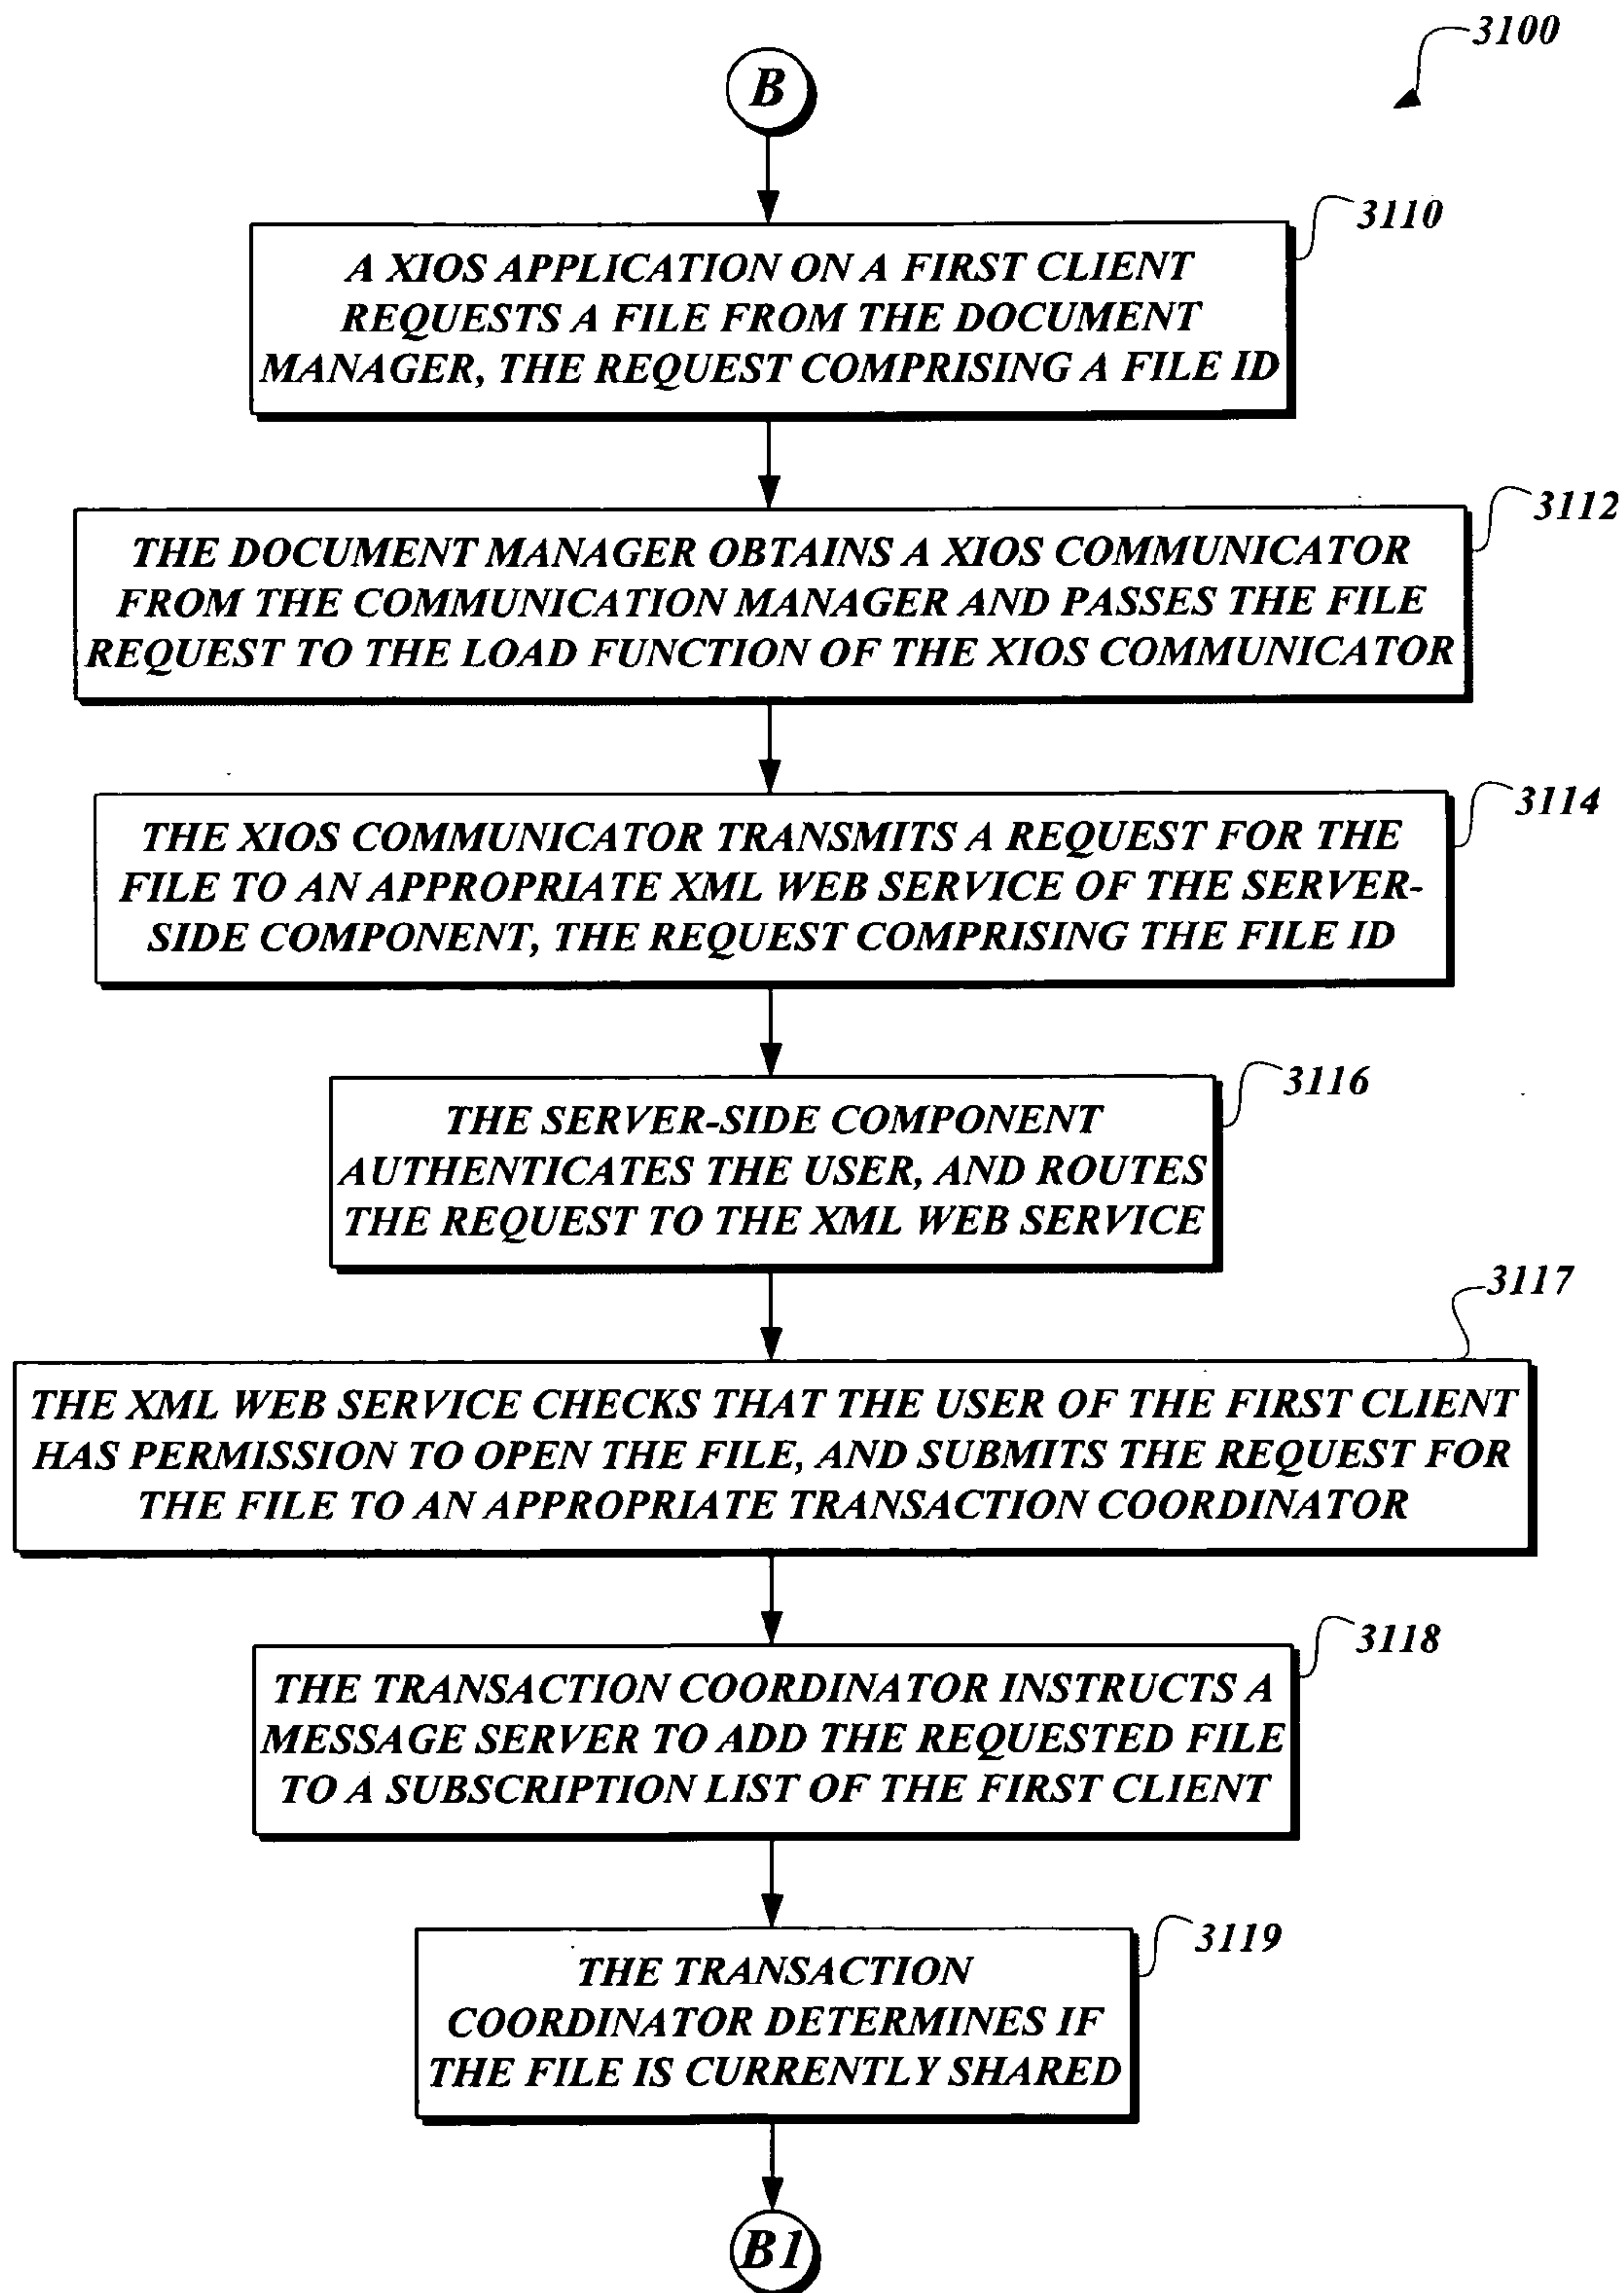 3100
B
3110
A XIOS APPLICATION ON A FIRST CLIENT
REQUESTS A FILE FROM THE DOCUMENT
MANAGER, THE REQUEST COMPRISING A FILE ID
3112
THE DOCUMENT MANAGER OBTAINS A XIOS COMMUNICATOR
FROM THE COMMUNICATION MANAGER AND PASSES THE FILE
REQUEST TO THE LOAD FUNCTION OF THE XIOS COMMUNICATOR
3114
THE XIOS COMMUNICATOR TRANSMITS A REQUEST FOR THE
FILE TO AN APPROPRIATE XML WEB SERVICE OF THE SERVER-
SIDE COMPONENT, THE REQUEST COMPRISING THE FILE ID
3116
THE SERVER-SIDE COMPONENT
AUTHENTICATES THE USER, AND ROUTES
THE REQUEST TO THE XML WEB SERVICE
3117
THE XML WEB SERVICE CHECKS THAT THE USER OF THE FIRST CLIENT
HAS PERMISSION TO OPEN THE FILE, AND SUBMITS THE REQUEST FOR
THE FILE TO AN APPROPRIATE TRANSACTION COORDINATOR
3118
THE TRANSACTION COORDINATOR INSTRUCTS A
MESSAGE SERVER TO ADD THE REQUESTED FILE
TO A SUBSCRIPTION LIST OF THE FIRST CLIENT
3119
THE TRANSACTION
COORDINATOR DETERMINES IF
THE FILE IS CURRENTLY SHARED
B1